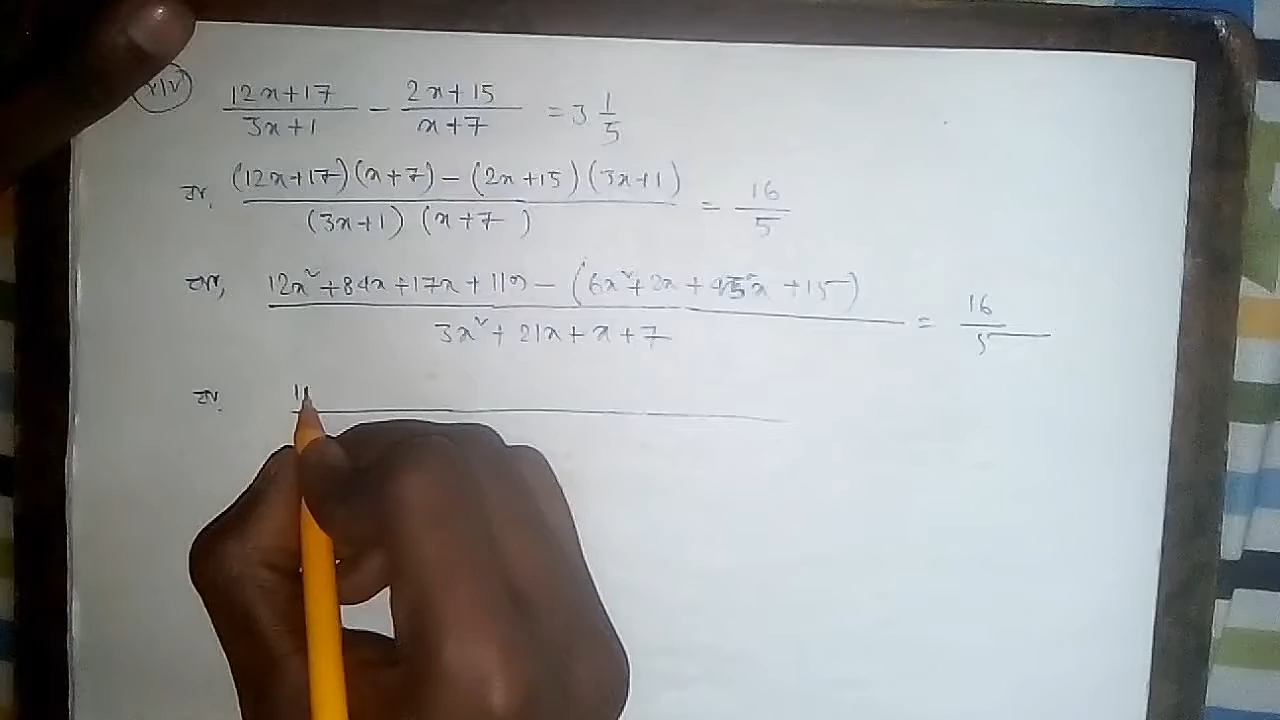 xiv 12x+17/3x+1 - 2x+15/x+7 = 3 1/5
বা, (12x+17)(x+7) - (2x+15)(3x+1)/(3x+1)(x+7) = 16/5
বা, 12x²+84x+17x+119 - (6x²+2x+45x+15)/3x²+21x+x+7 = 16/5
বা,